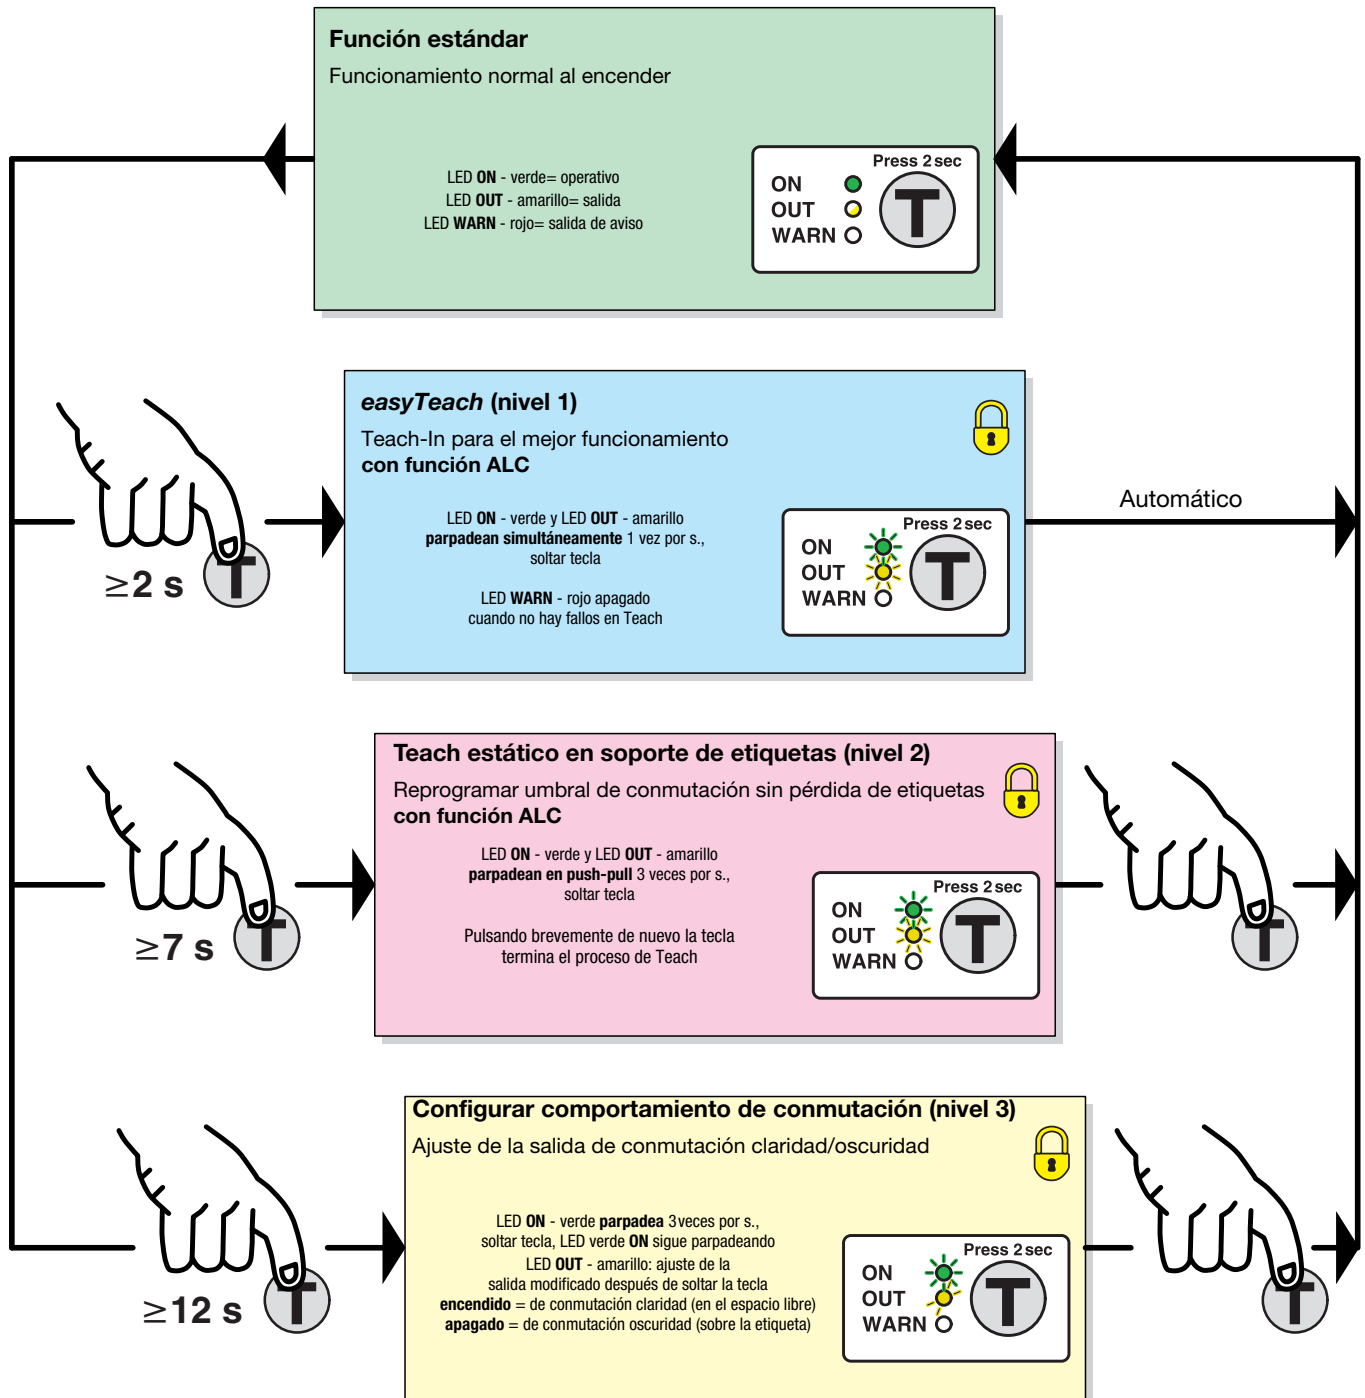 Función estándar
Funcionamiento normal al encender
LED ON - verde= operativo
LED OUT - amarillo= salida
LED WARN - rojo= salida de aviso
Press 2 sec
ON
OUT
WARN
T
easyTeach (nivel 1)
Teach-In para el mejor funcionamiento
con función ALC
LED ON - verde y LED OUT - amarillo
parpadean simultáneamente 1 vez por s.,
soltar tecla
LED WARN - rojo apagado
cuando no hay fallos en Teach
Press 2 sec
ON
OUT
WARN
T
Automático
≥2 s
T
Teach estático en soporte de etiquetas (nivel 2)
Reprogramar umbral de conmutación sin pérdida de etiquetas
con función ALC
LED ON - verde y LED OUT - amarillo
parpadean en push-pull 3 veces por s.,
soltar tecla
Pulsando brevemente de nuevo la tecla
termina el proceso de Teach
Press 2 sec
ON
OUT
WARN
T
≥7 s
T
T
Configurar comportamiento de conmutación (nivel 3)
Ajuste de la salida de conmutación claridad/oscuridad
LED ON - verde parpadea 3 veces por s.,
soltar tecla, LED verde ON sigue parpadeando
LED OUT - amarillo: ajuste de la
salida modificado después de soltar la tecla
encendido = de conmutación claridad (en el espacio libre)
apagado = de conmutación oscuridad (sobre la etiqueta)
Press 2 sec
ON
OUT
WARN
T
≥12 s
T
T